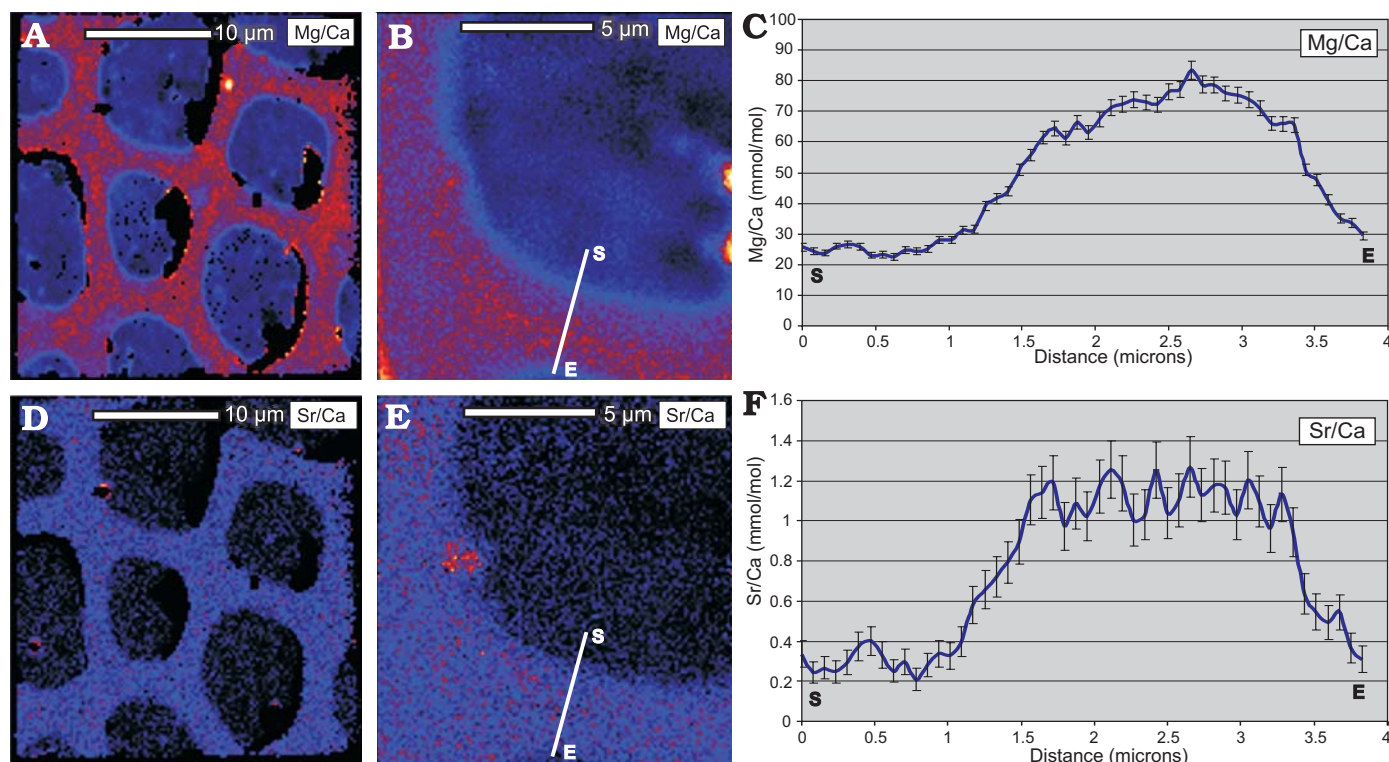 A
10 µm
Mg/Ca
B
5 µm
Mg/Ca
S
E
C
Mg/Ca
100
90
80
70
60
50
40
30
20
10
0
Mg/Ca (mmol/mol)
S
E
0
0.5
1
1.5
2
2.5
3
3.5
4
Distance (microns)
D
10 µm
Sr/Ca
E
5 µm
Sr/Ca
S
E
F
Sr/Ca
1.6
1.4
1.2
1
0.8
0.6
0.4
0.2
0
Sr/Ca (mmol/mol)
S
E
0
0.5
1
1.5
2
2.5
3
3.5
4
Distance (microns)